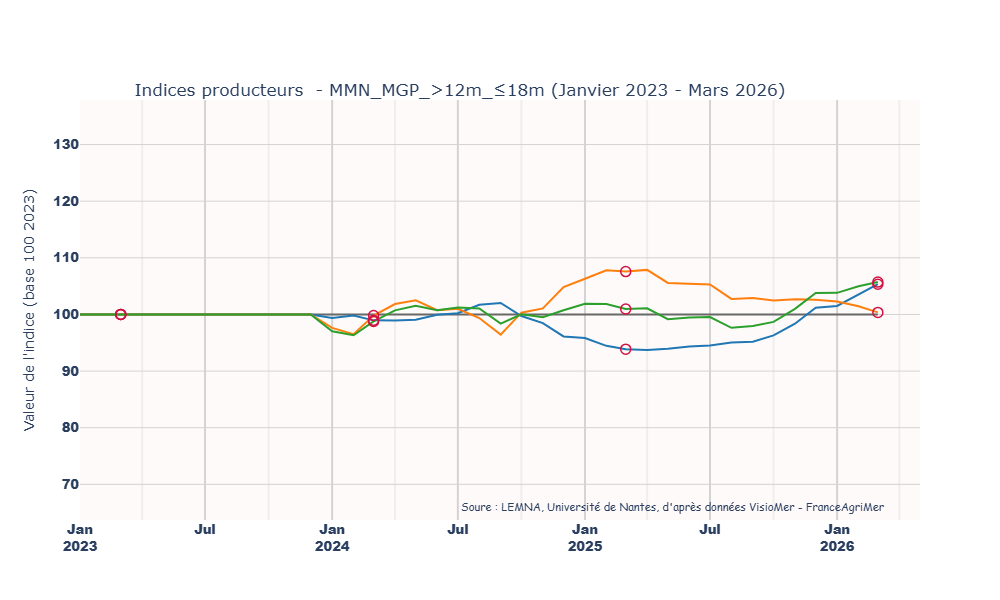 Indices producteurs - MMN_MGP_>12m_≤18m (Janvier 2023 - Mars 2026)
Valeur de l'indice (base 100 2023)
130
120
110
100
90
80
70
Soure : LEMNA, Université de Nantes, d'après données VisioMer - FranceAgriMer
Jan Jul Jan Jul Jan Jul Jan
2023 2024 2025 2026